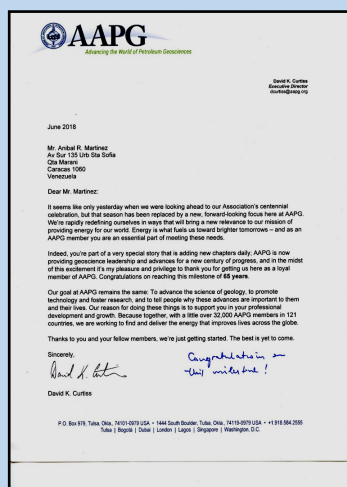 AAPG
Advancing the World of Petroleum Geosciences
David K. Curtiss
Executive Director
dcurtiss@aapg.org
June 2018
Mr. Anibal R. Martinez
Av Sur 135 Urb Sta Sofia
Qta Marani
Caracas 1060
Venezuela
Dear Mr. Martinez:
It seems like only yesterday when we were looking ahead to our Association's centennial
celebration, but that season has been replaced by a new, forward-looking focus here at AAPG.
We're rapidly redefining ourselves in ways that will bring a new relevance to our mission of
providing energy for our world. Energy is what fuels us toward brighter tomorrows – and as an
AAPG member you are an essential part of meeting these needs.
Indeed, you're part of a very special story that is adding new chapters daily; AAPG is now
providing geoscience leadership and advances for a new century of progress, and in the midst
of this excitement it's my pleasure and privilege to thank you for getting us here as a loyal
member of AAPG. Congratulations on reaching this milestone of 65 years.
Our goal at AAPG remains the same: To advance the science of geology, to promote
technology and foster research, and to tell people why these advances are important to them
and their lives. Our reason for doing these things is to support you in your professional
development and growth. Because together, with a little over 32,000 AAPG members in 121
countries, we are working to find and deliver the energy that improves lives across the globe.
Thanks to you and your fellow members, we're just getting started. The best is yet to come.
Sincerely,
Congratulations on
this milestone!
David K. Curtiss
David K. Curtiss
P.O. Box 979, Tulsa, Okla., 74101-0979 USA • 1444 South Boulder, Tulsa, Okla., 74119-0979 USA • +1.918.584.2555
Tulsa | Bogotá | Dubai | London | Lagos | Singapore | Washington, D.C.